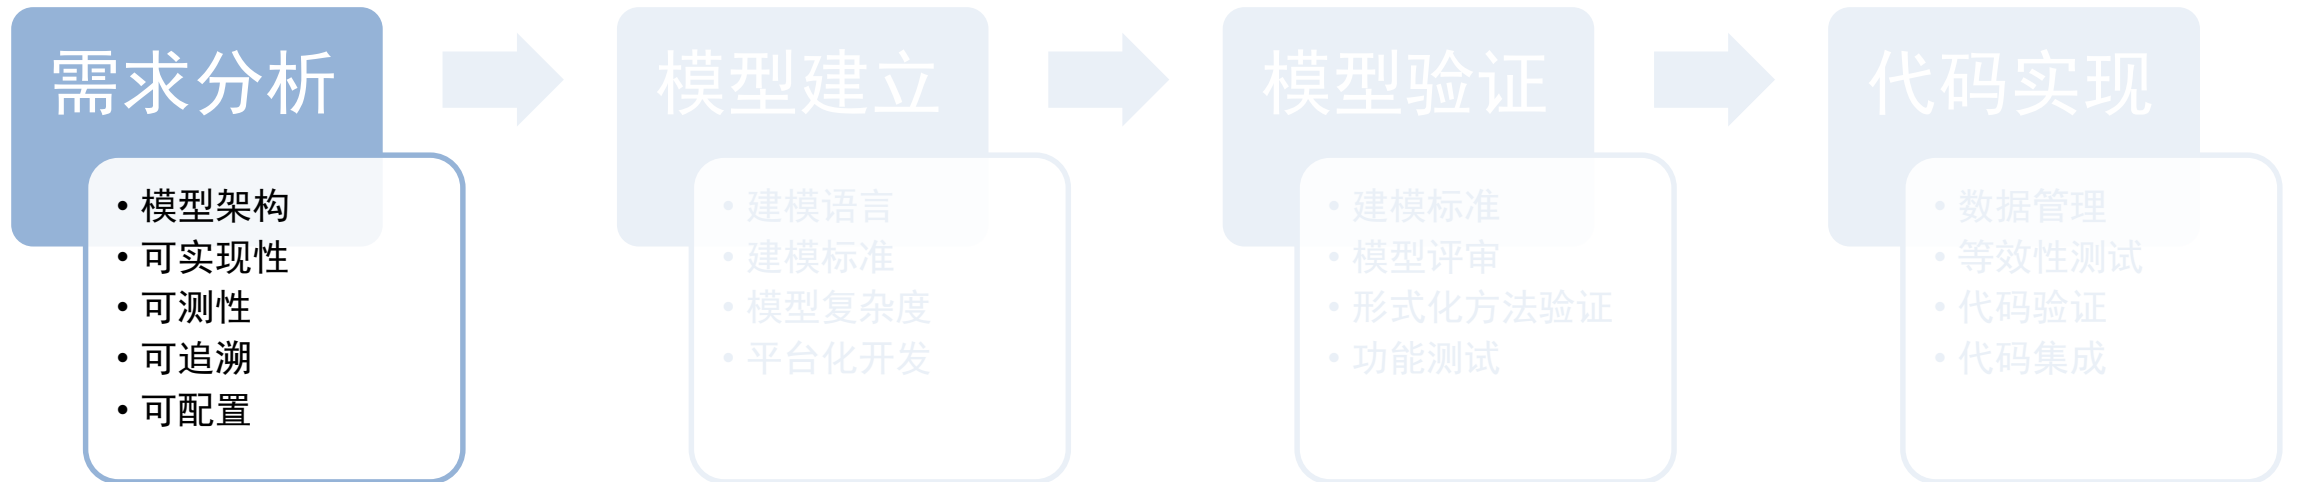 需求分析
• 模型架构
• 可实现性
• 可测性
• 可追溯
• 可配置
模型建立
• 建模语言
• 建模标准
• 模型复杂度
• 平台化开发
模型验证
• 建模标准
• 模型评审
• 形式化方法验证
• 功能测试
代码实现
• 数据管理
• 等效性测试
• 代码验证
• 代码集成